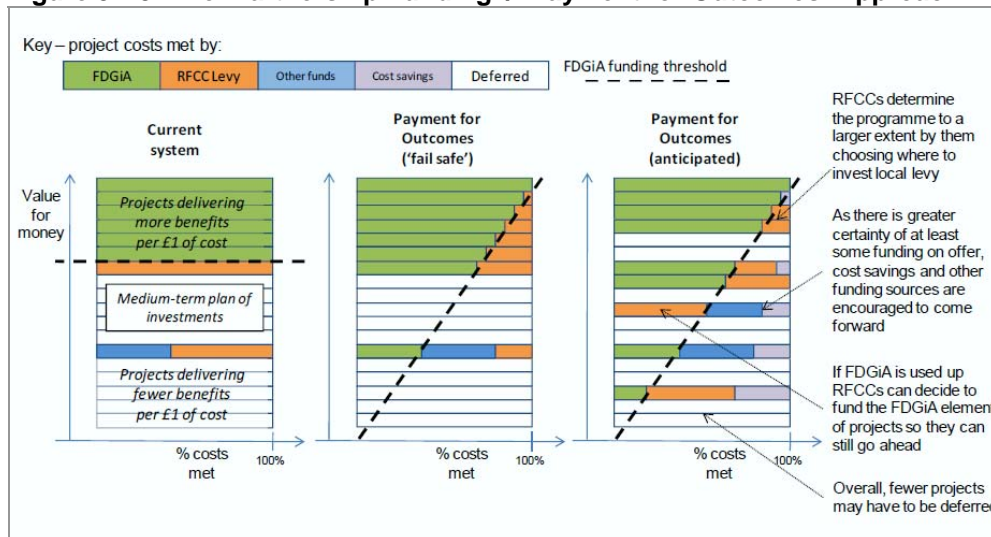 Key – project costs met by:
FDGiA
RFCC Levy
Other funds
Cost savings
Deferred
FDGiA funding threshold
Current
system
Value
for
money
Projects delivering
more benefits
per £1 of cost
Medium-term plan of
investments
Projects delivering
fewer benefits
per £1 of cost
% costs
met
100%
Payment for
Outcomes
('fail safe')
% costs
met
100%
Payment for
Outcomes
(anticipated)
% costs
met
100%
RFCCs determine
the programme to a
larger extent by them
choosing where to
invest local levy
As there is greater
certainty of at least
some funding on offer,
cost savings and other
funding sources are
encouraged to come
forward
If FDGiA is used up
RFCCs can decide to
fund the FDGiA element
of projects so they can
still go ahead
Overall, fewer projects
may have to be deferred